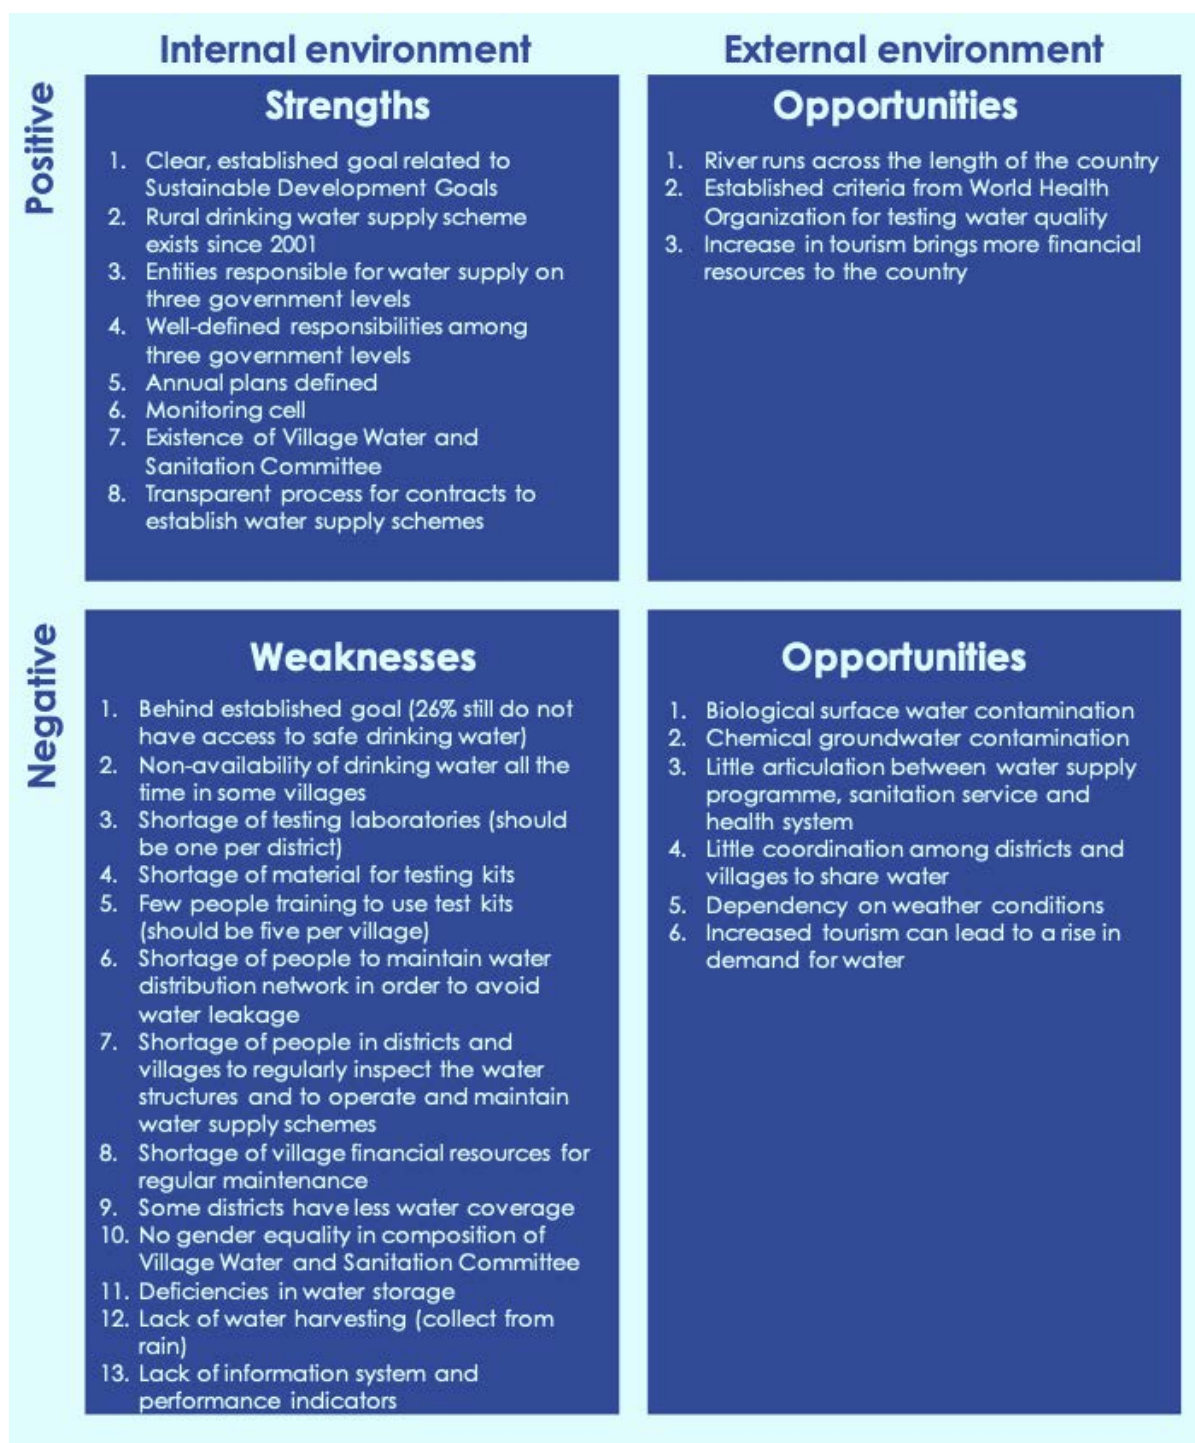 Internal environment
External environment
Positive
Strengths
1. Clear, established goal related to
Sustainable Development Goals
2. Rural drinking water supply scheme
exists since 2001
3. Entities responsible for water supply on
three government levels
4. Well-defined responsibilities among
three government levels
5. Annual plans defined
6. Monitoring cell
7. Existence of Village Water and
Sanitation Committee
8. Transparent process for contracts to
establish water supply schemes
Opportunities
1. River runs across the length of the country
2. Established criteria from World Health
Organization for testing water quality
3. Increase in tourism brings more financial
resources to the country
Negative
Weaknesses
1. Behind established goal (26% still do not
have access to safe drinking water)
2. Non-availability of drinking water all the
time in some villages
3. Shortage of testing laboratories (should
be one per district)
4. Shortage of material for testing kits
5. Few people training to use test kits
(should be five per village)
6. Shortage of people to maintain water
distribution network in order to avoid
water leakage
7. Shortage of people in districts and
villages to regularly inspect the water
structures and to operate and maintain
water supply schemes
8. Shortage of village financial resources for
regular maintenance
9. Some districts have less water coverage
10. No gender equality in composition of
Village Water and Sanitation Committee
11. Deficiencies in water storage
12. Lack of water harvesting (collect from
rain)
13. Lack of information system and
performance indicators
Opportunities
1. Biological surface water contamination
2. Chemical groundwater contamination
3. Little articulation between water supply
programme, sanitation service and
health system
4. Little coordination among districts and
villages to share water
5. Dependency on weather conditions
6. Increased tourism can lead to a rise in
demand for water